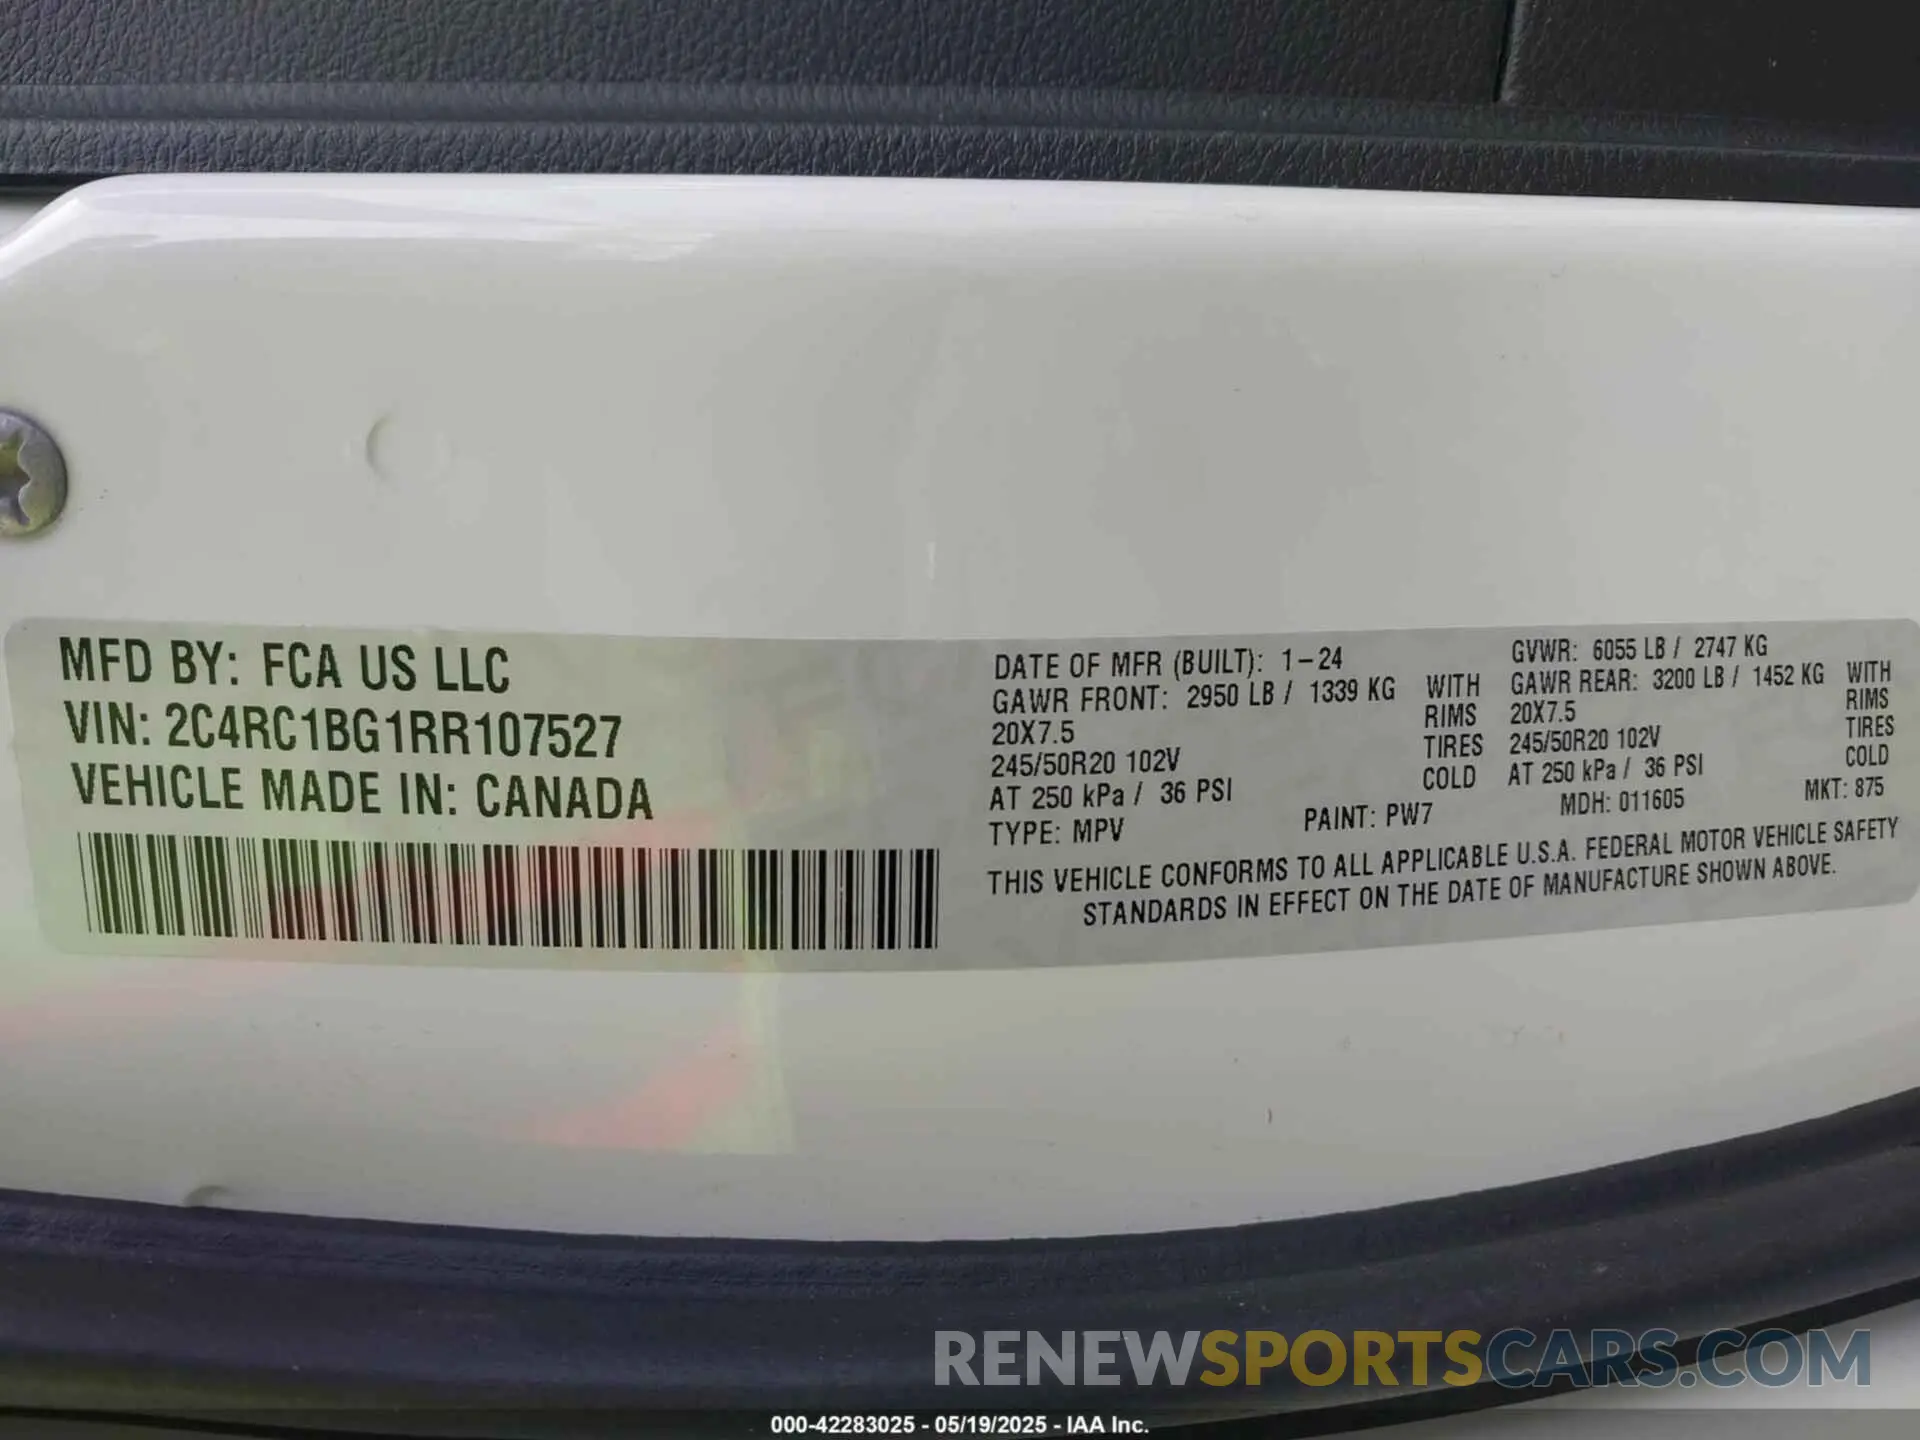 MFD BY: FCA US LLC
VIN: 2C4RC1BG1RR107527
VEHICLE MADE IN: CANADA
DATE OF MFR (BUILT): 1-24
GAWR FRONT: 2950 LB / 1339 KG WITH
20X7.5 RIMS
245/50R20 102V TIRES
AT 250 kPa / 36 PSI COLD
GVWR: 6055 LB / 2747 KG
GAWR REAR: 3200 LB / 1452 KG WITH
20X7.5 RIMS
245/50R20 102V TIRES
AT 250 kPa / 36 PSI COLD
TYPE: MPV PAINT: PW7 MDH: 011605 MKT: 875
THIS VEHICLE CONFORMS TO ALL APPLICABLE U.S.A. FEDERAL MOTOR VEHICLE SAFETY
STANDARDS IN EFFECT ON THE DATE OF MANUFACTURE SHOWN ABOVE.
RENEWSPORTSCARS.COM
000-42283025 - 05/19/2025 - IAA Inc.